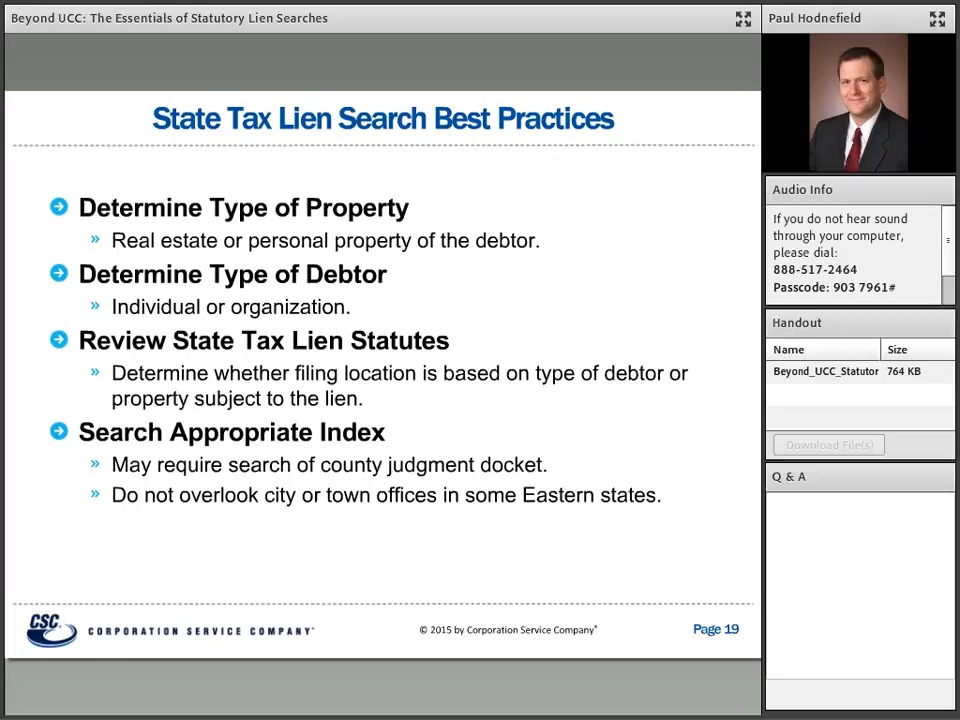 Beyond UCC: The Essentials of Statutory Lien Searches
State Tax Lien Search Best Practices
Determine Type of Property
» Real estate or personal property of the debtor.
Determine Type of Debtor
» Individual or organization.
Review State Tax Lien Statutes
» Determine whether filing location is based on type of debtor or
property subject to the lien.
Search Appropriate Index
» May require search of county judgment docket.
» Do not overlook city or town offices in some Eastern states.
CSC
CORPORATION SERVICE COMPANY
© 2015 by Corporation Service Company®
Page 19
Paul Hodnefield
Audio Info
If you do not hear sound
through your computer,
please dial:
888-517-2464
Passcode: 903 7961#
Handout
Name Size
Beyond_UCC_Statutor 764 KB
Download File(s)
Q & A